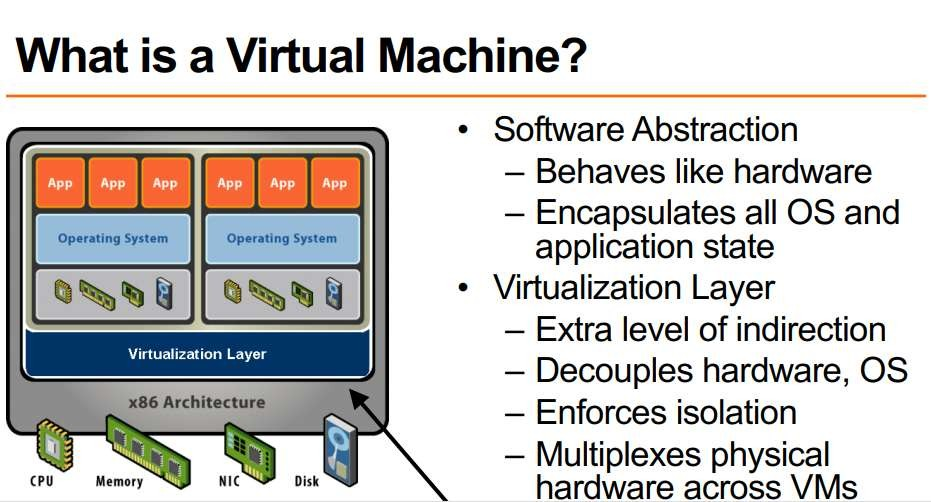 What is a Virtual Machine?
App App App App App App
Operating System Operating System
Virtualization Layer
x86 Architecture
CPU Memory NIC Disk
• Software Abstraction
– Behaves like hardware
– Encapsulates all OS and
application state
• Virtualization Layer
– Extra level of indirection
– Decouples hardware, OS
– Enforces isolation
– Multiplexes physical
hardware across VMs